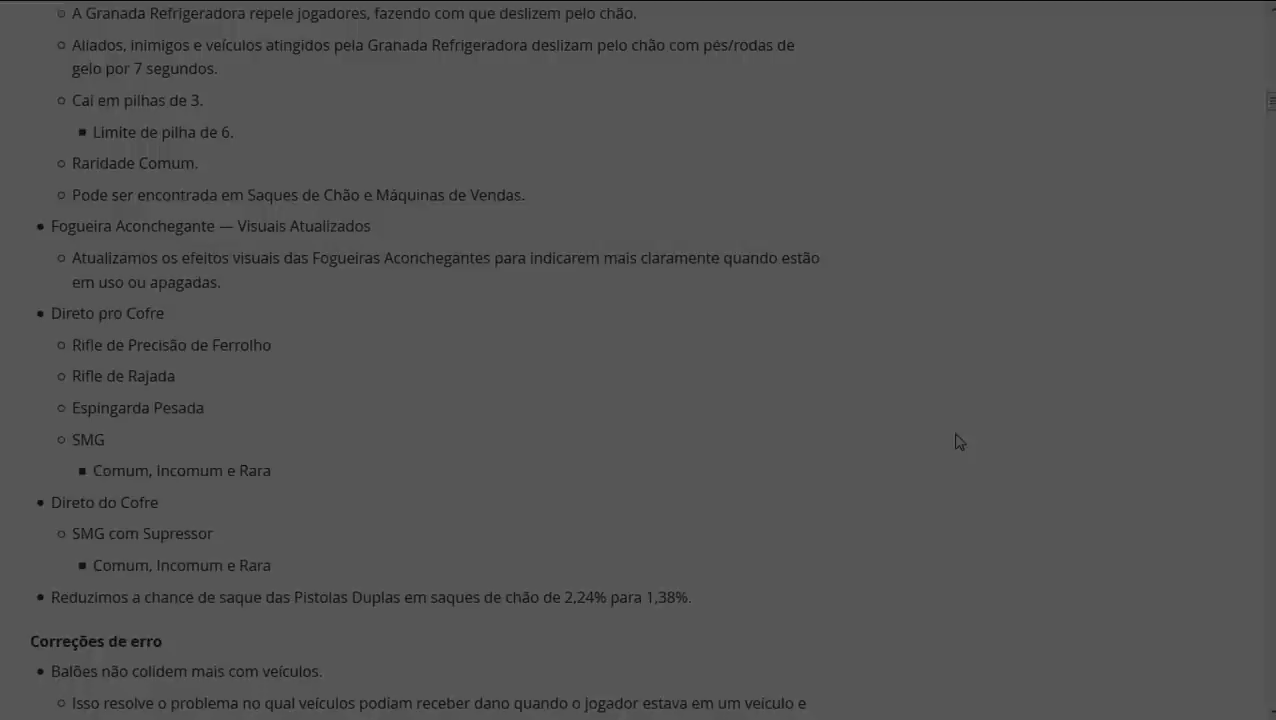 A Granada Refrigeradora repele jogadores, fazendo com que deslizem pelo chão.
Aliados, inimigos e veículos atingidos pela Granada Refrigeradora deslizam pelo chão com pés/rodas de
gelo por 7 segundos.
Cai em pilhas de 3.
Limite de pilha de 6.
Raridade Comum.
Pode ser encontrada em Saques de Chão e Máquinas de Vendas.
Fogueira Aconchegante — Visuais Atualizados
Atualizamos os efeitos visuais das Fogueiras Aconchegantes para indicarem mais claramente quando estão
em uso ou apagadas.
Direto pro Cofre
Rifle de Precisão de Ferrolho
Rifle de Rajada
Espingarda Pesada
SMG
Comum, Incomum e Rara
Direto do Cofre
SMG com Supressor
Comum, Incomum e Rara
Reduzimos a chance de saque das Pistolas Duplas em saques de chão de 2,24% para 1,38%.
Correções de erro
Balões não colidem mais com veículos.
Isso resolve o problema no qual veículos podiam receber dano quando o jogador estava em um veículo e